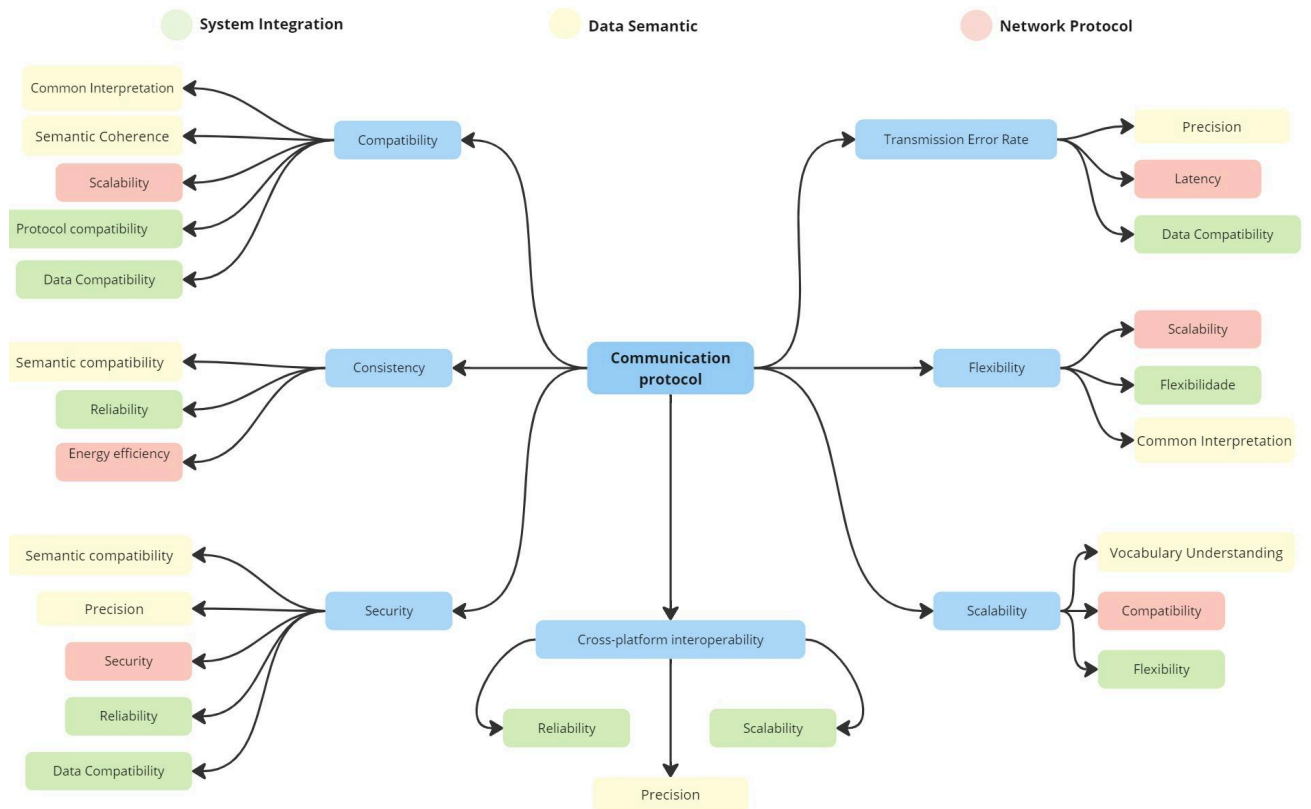 System Integration
Data Semantic
Network Protocol
Common Interpretation
Semantic Coherence
Scalability
Protocol compatibility
Data Compatibility
Compatibility
Semantic compatibility
Reliability
Energy efficiency
Consistency
Semantic compatibility
Precision
Security
Reliability
Data Compatibility
Security
Communication
protocol
Cross-platform interoperability
Reliability
Scalability
Precision
Transmission Error Rate
Precision
Latency
Data Compatibility
Flexibility
Scalability
Flexibilidade
Common Interpretation
Scalability
Vocabulary Understanding
Compatibility
Flexibility